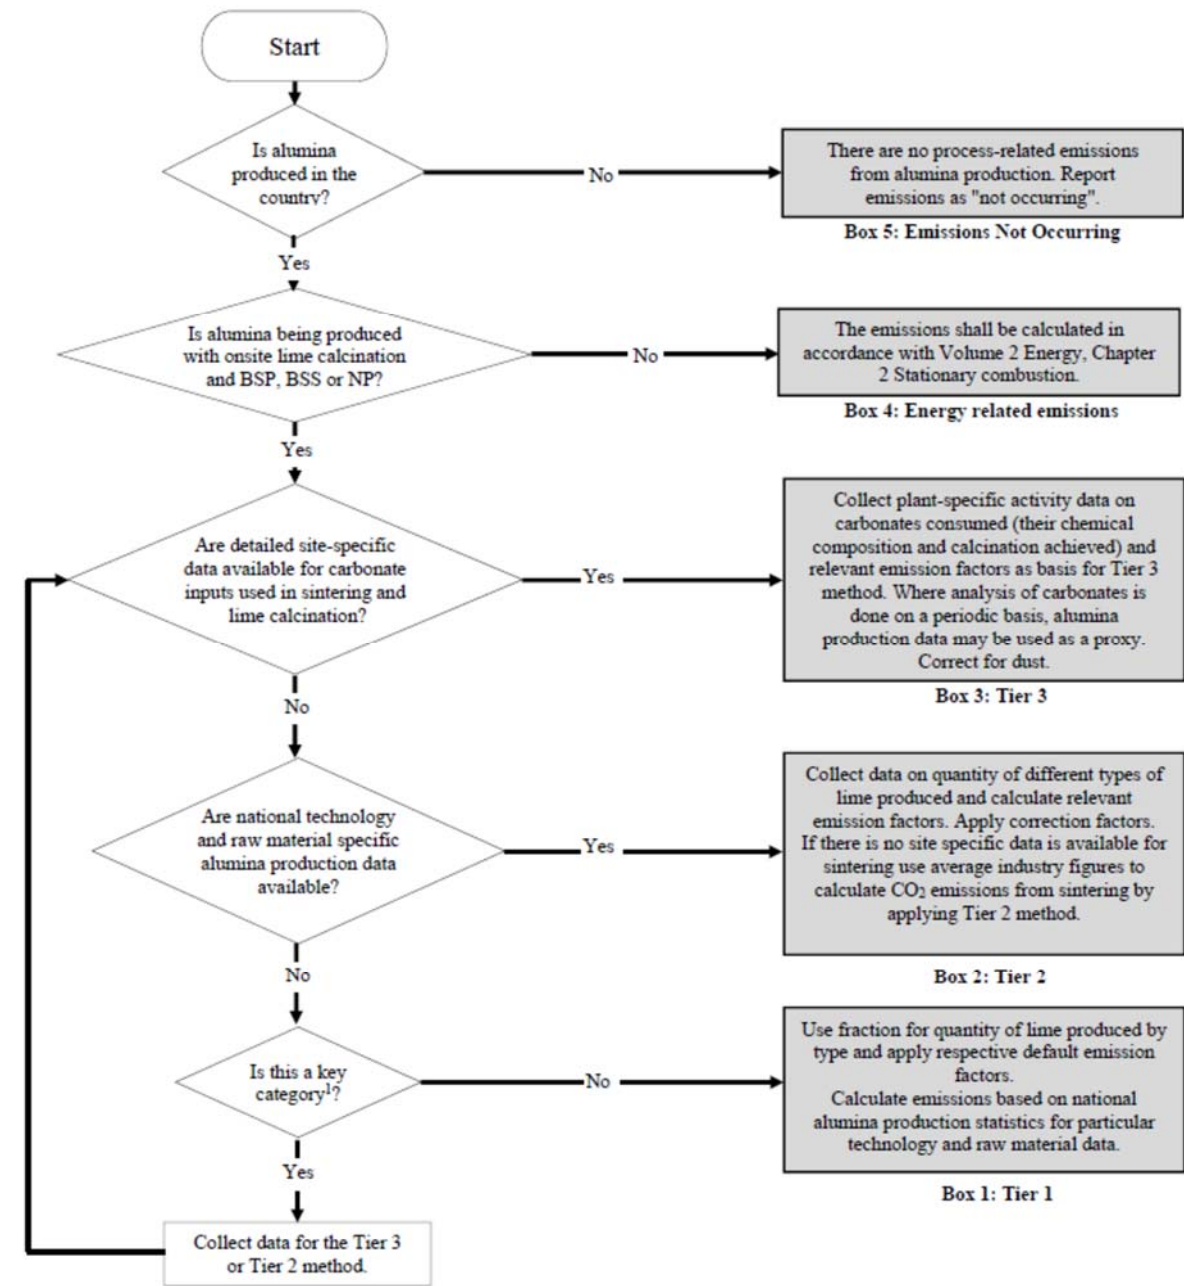 Start
Is alumina
produced in the
country?
No
There are no process-related emissions
from alumina production. Report
emissions as "not occurring".
Box 5: Emissions Not Occurring
Yes
Is alumina being produced
with onsite lime calcination
and BSP, BSS or NP?
No
The emissions shall be calculated in
accordance with Volume 2 Energy, Chapter
2 Stationary combustion.
Box 4: Energy related emissions
Yes
Are detailed site-specific
data available for carbonate
inputs used in sintering and
lime calcination?
Yes
Collect plant-specific activity data on
carbonates consumed (their chemical
composition and calcination achieved) and
relevant emission factors as basis for Tier 3
method. Where analysis of carbonates is
done on a periodic basis, alumina
production data may be used as a proxy.
Correct for dust.
Box 3: Tier 3
No
Are national technology
and raw material specific
alumina production data
available?
Yes
Collect data on quantity of different types of
lime produced and calculate relevant
emission factors. Apply correction factors.
If there is no site specific data is available for
sintering use average industry figures to
calculate CO₂ emissions from sintering by
applying Tier 2 method.
Box 2: Tier 2
No
Is this a key
category¹?
No
Use fraction for quantity of lime produced by
type and apply respective default emission
factors.
Calculate emissions based on national
alumina production statistics for particular
technology and raw material data.
Box 1: Tier 1
Yes
Collect data for the Tier 3
or Tier 2 method.